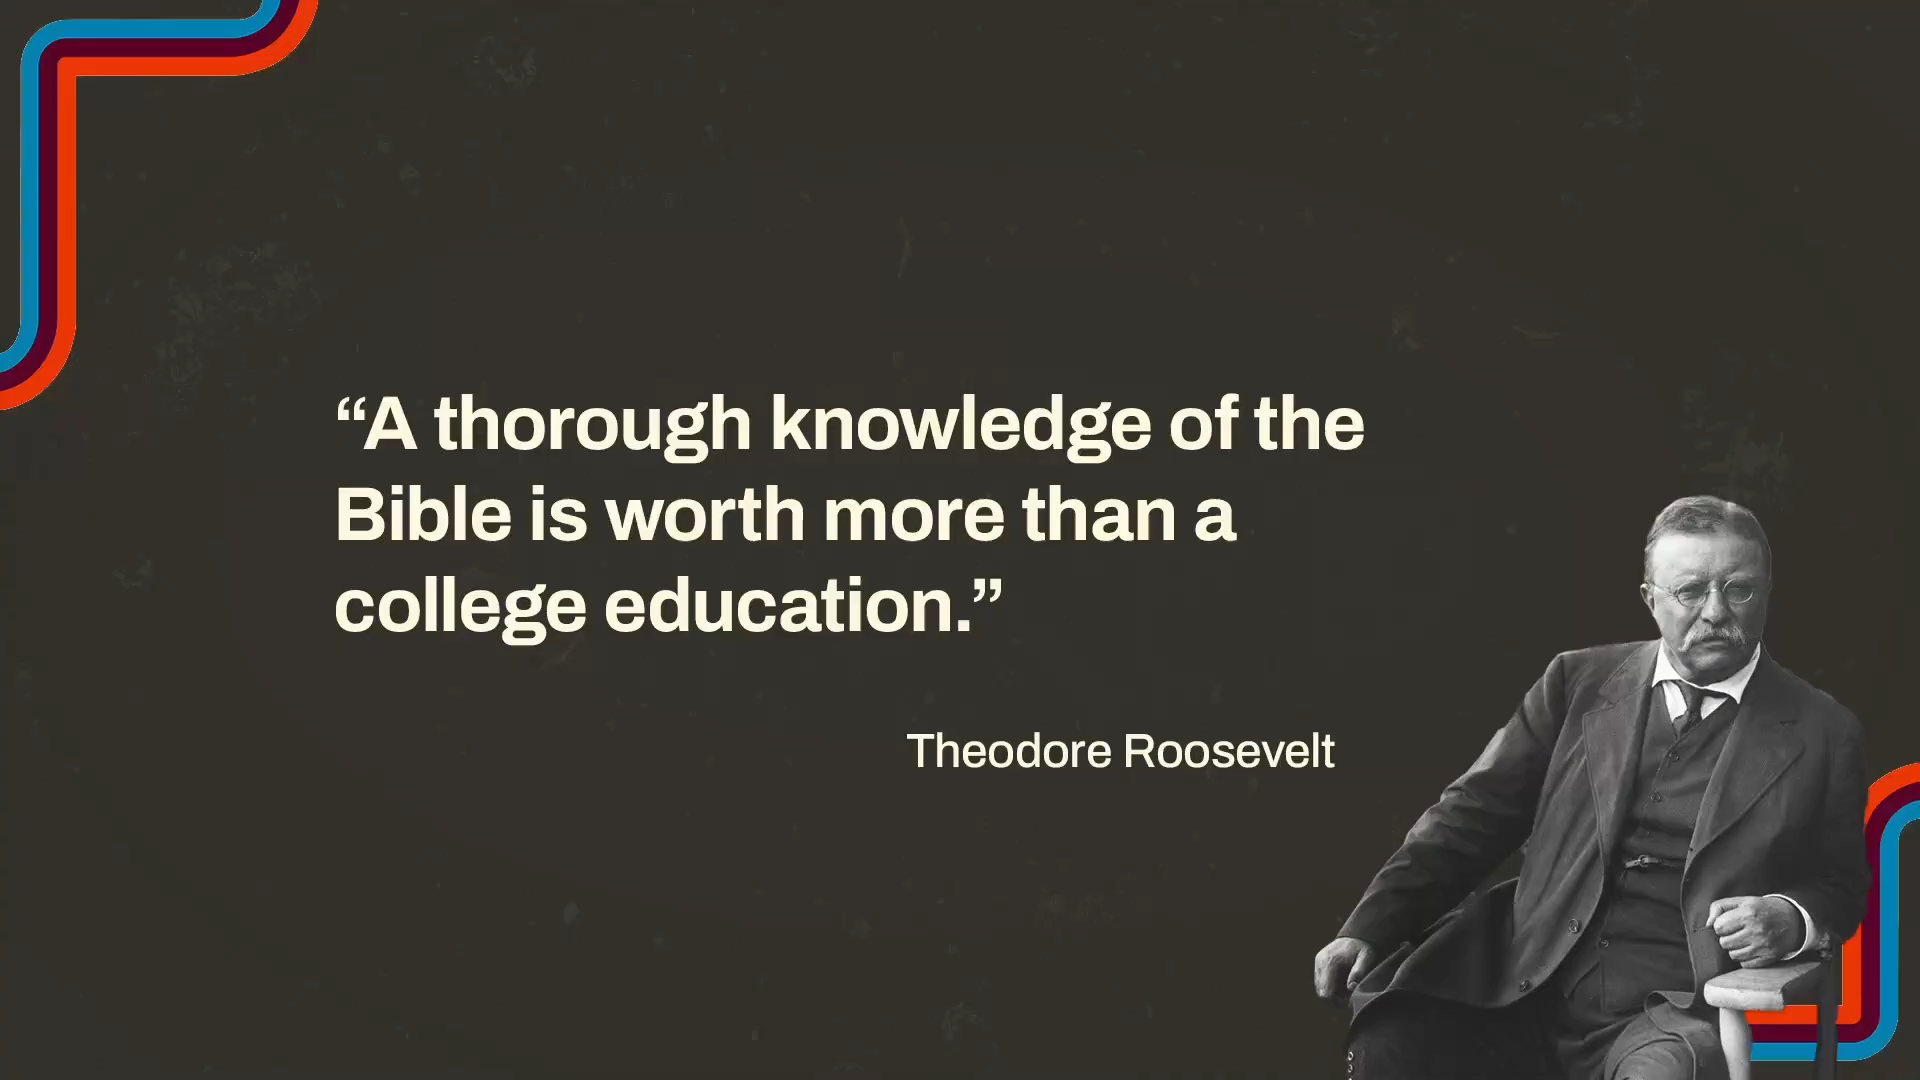 “A thorough knowledge of the
Bible is worth more than a
college education.”
Theodore Roosevelt